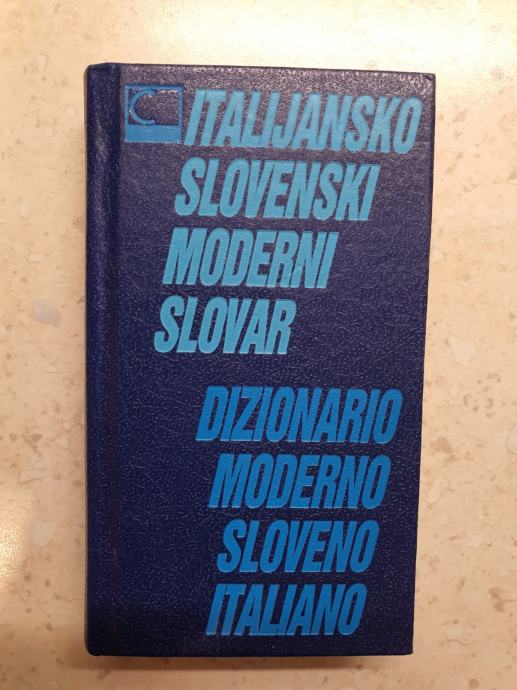 C
ITALIJANSKO
SLOVENSKI
MODERNI
SLOVAR
DIZIONARIO
MODERNO
SLOVENO
ITALIANO